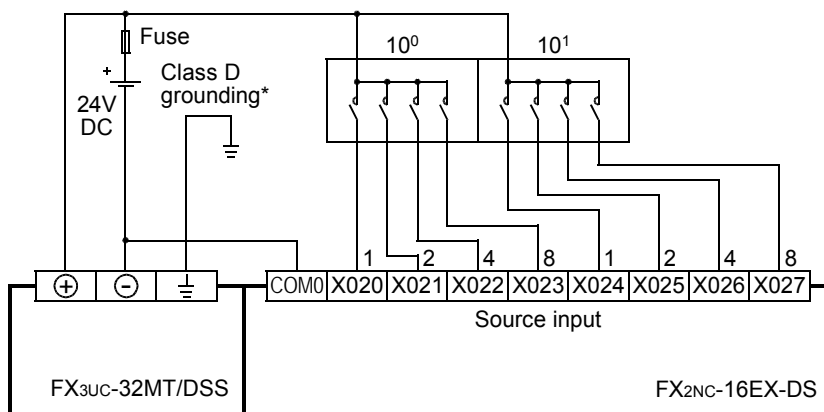 Fuse
10⁰ 10¹
+
Class D
grounding*
24V
DC
1 2 4 8 1 2 4 8
+ - COM0 X020 X021 X022 X023 X024 X025 X026 X027
Source input
FX3UC-32MT/DSS
FX2NC-16EX-DS